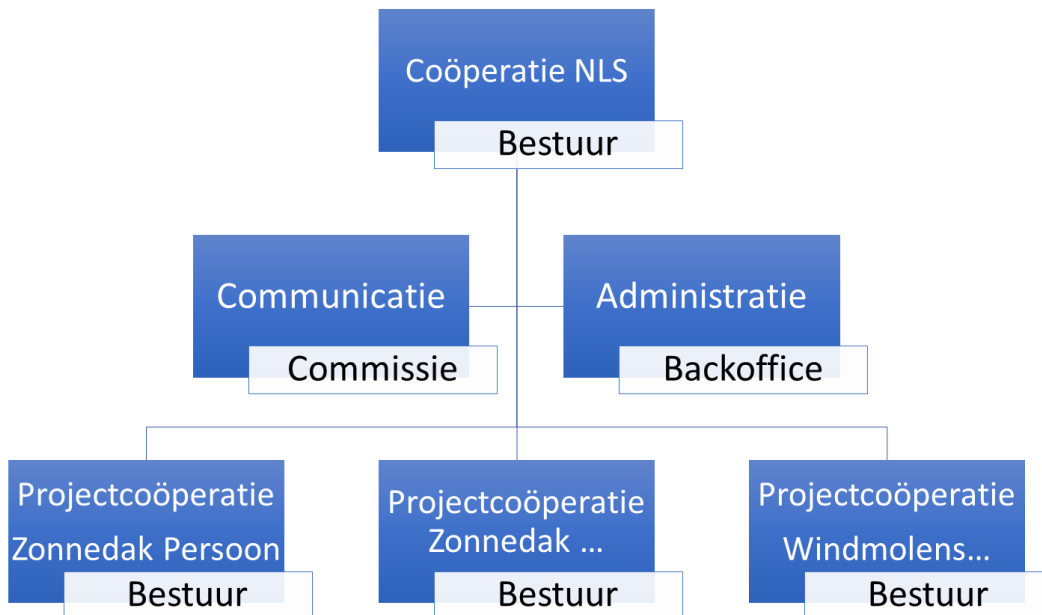 Coöperatie NLS
Bestuur
Communicatie
Commissie
Administratie
Backoffice
Projectcoöperatie
Zonnedak Persoon
Bestuur
Projectcoöperatie
Zonnedak ...
Bestuur
Projectcoöperatie
Windmolens...
Bestuur